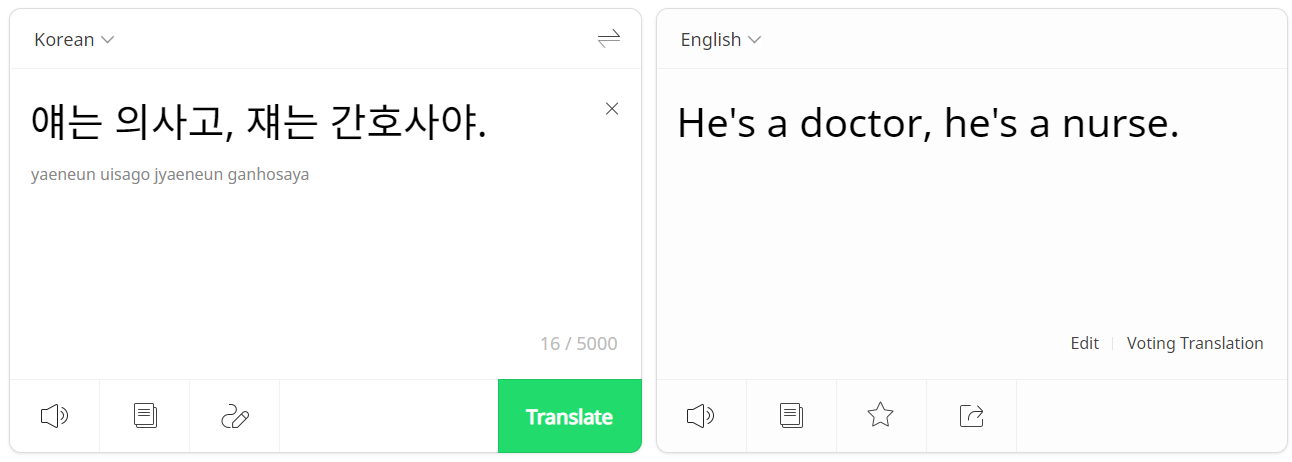 Korean
English
얘는 의사고, 쟤는 간호사야.
yaeneun uisago jyaeneun ganhosaya
16 / 5000
Translate
He's a doctor, he's a nurse.
Edit
Voting Translation